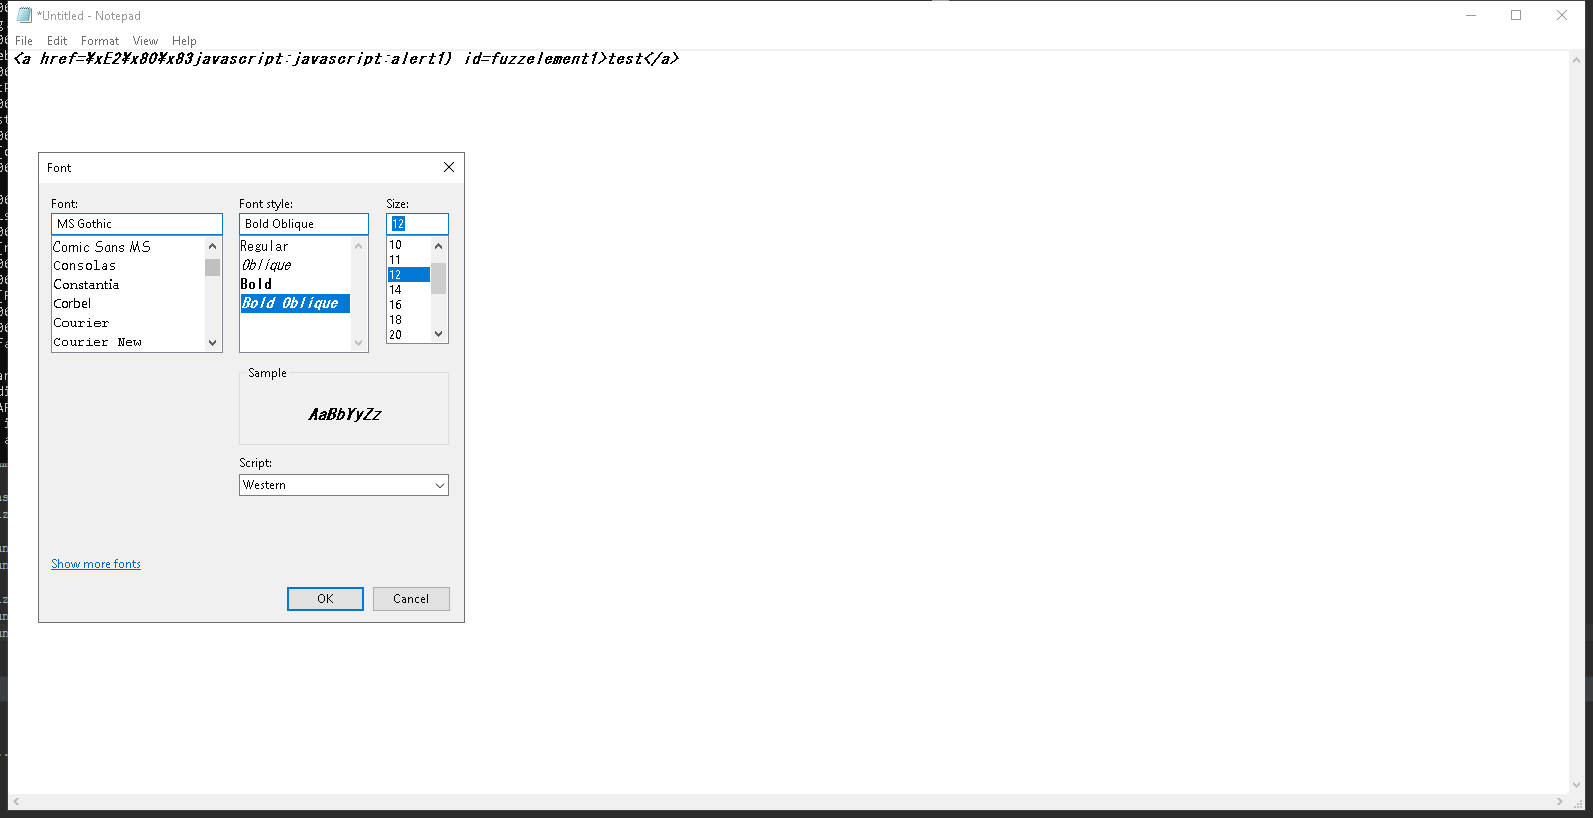 *Untitled - Notepad
File Edit Format View Help
<a href=¥xE2¥x80¥x83javascript:javascript:alert1) id=fuzzelement1>test</a>
Font
Font: Font style: Size:
MS Gothic Bold Oblique 12
Comic Sans MS Regular 10
Consolas Oblique 11
Constantia Bold 12
Corbel Bold Oblique 14
Courier 16
Courier New 18
20
Sample
AaBbYyZz
Script:
Western
Show more fonts
OK Cancel